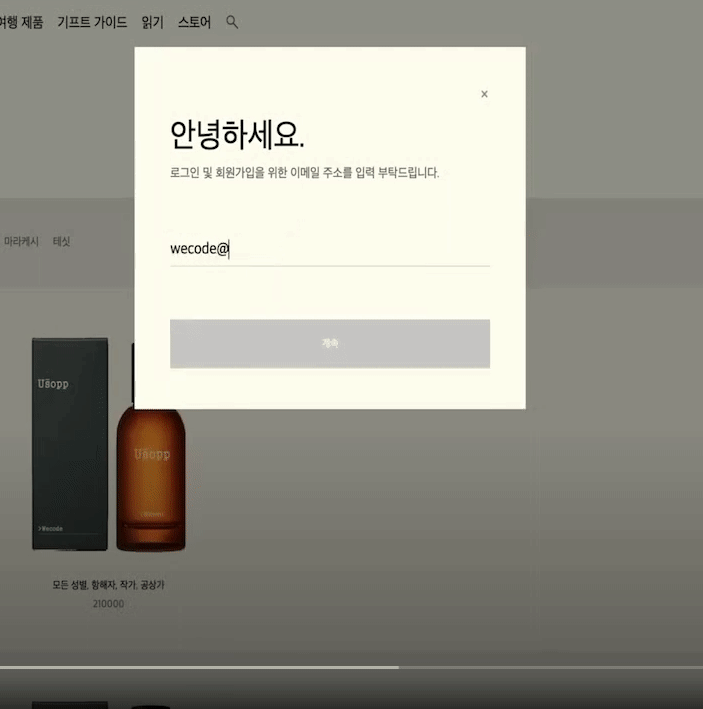 여행 제품 기프트 가이드 읽기 스토어
x
안녕하세요.
로그인 및 회원가입을 위한 이메일 주소를 입력 부탁드립니다.
마라케시 테싯
wecode@
계속
Usopp
Usopp
>Wecode
모든 성별, 항해자, 작가, 공상가
210000